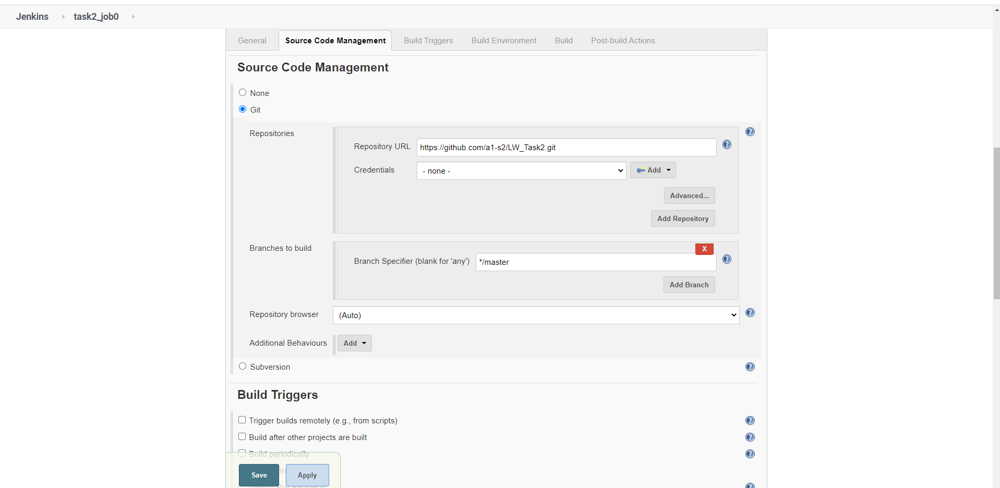 Jenkins task2_job0
General Source Code Management Build Triggers Build Environment Build Post-build Actions
Source Code Management
None
Git
Repositories
Repository URL https://github.com/a1-s2/LW_Task2.git
Credentials - none - Add
Advanced...
Add Repository
Branches to build
X
Branch Specifier (blank for 'any') */master
Add Branch
Repository browser (Auto)
Additional Behaviours Add
Subversion
Build Triggers
Trigger builds remotely (e.g., from scripts)
Build after other projects are built
Build periodically
Save Apply